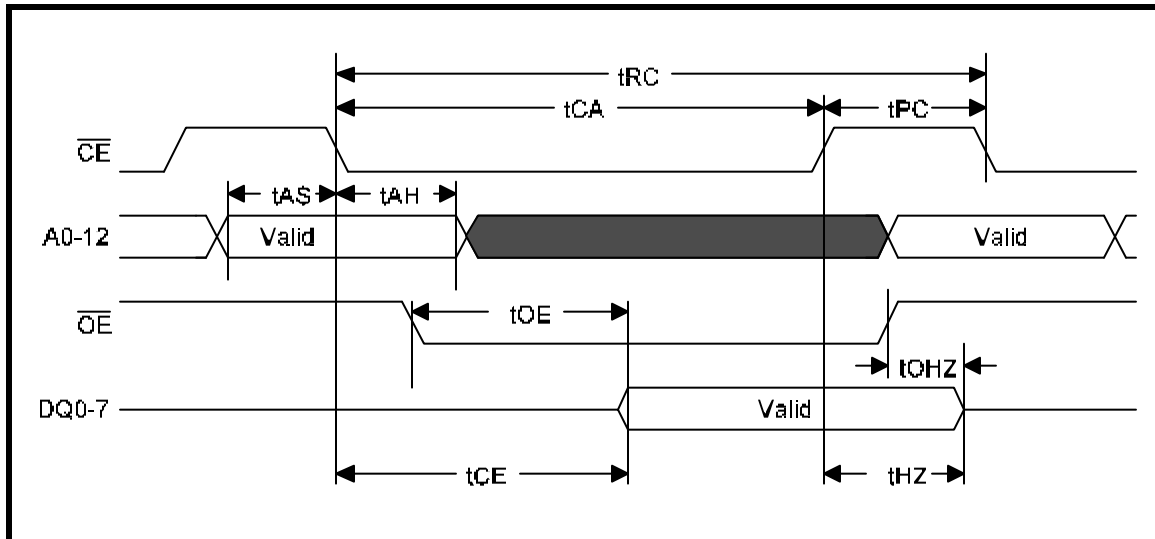 tRC
tCA
tPC
CE
tAS
tAH
A0-12
Valid
Valid
OE
tOE
tOHZ
DQ0-7
Valid
tCE
tHZ